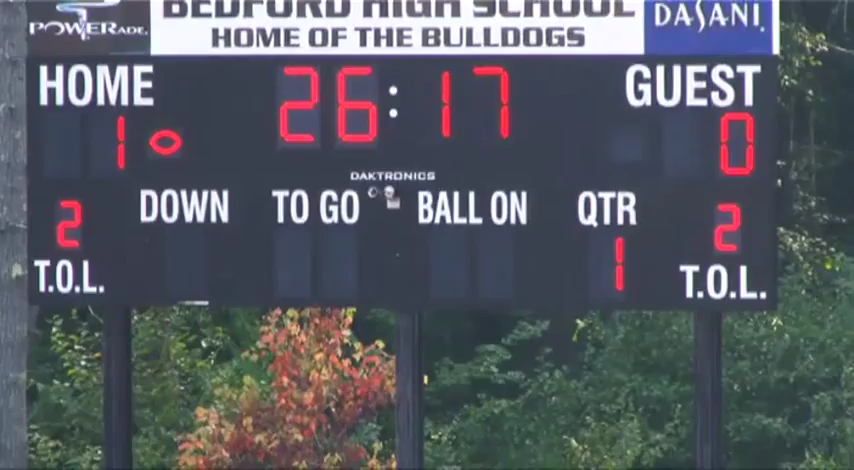 POWERADE
BEDFORD HIGH SCHOOL
HOME OF THE BULLDOGS
DASANI
HOME 26:17 GUEST
1 0
DAKTRONICS
2 DOWN TO GO BALL ON QTR 2
T.O.L. 1 T.O.L.